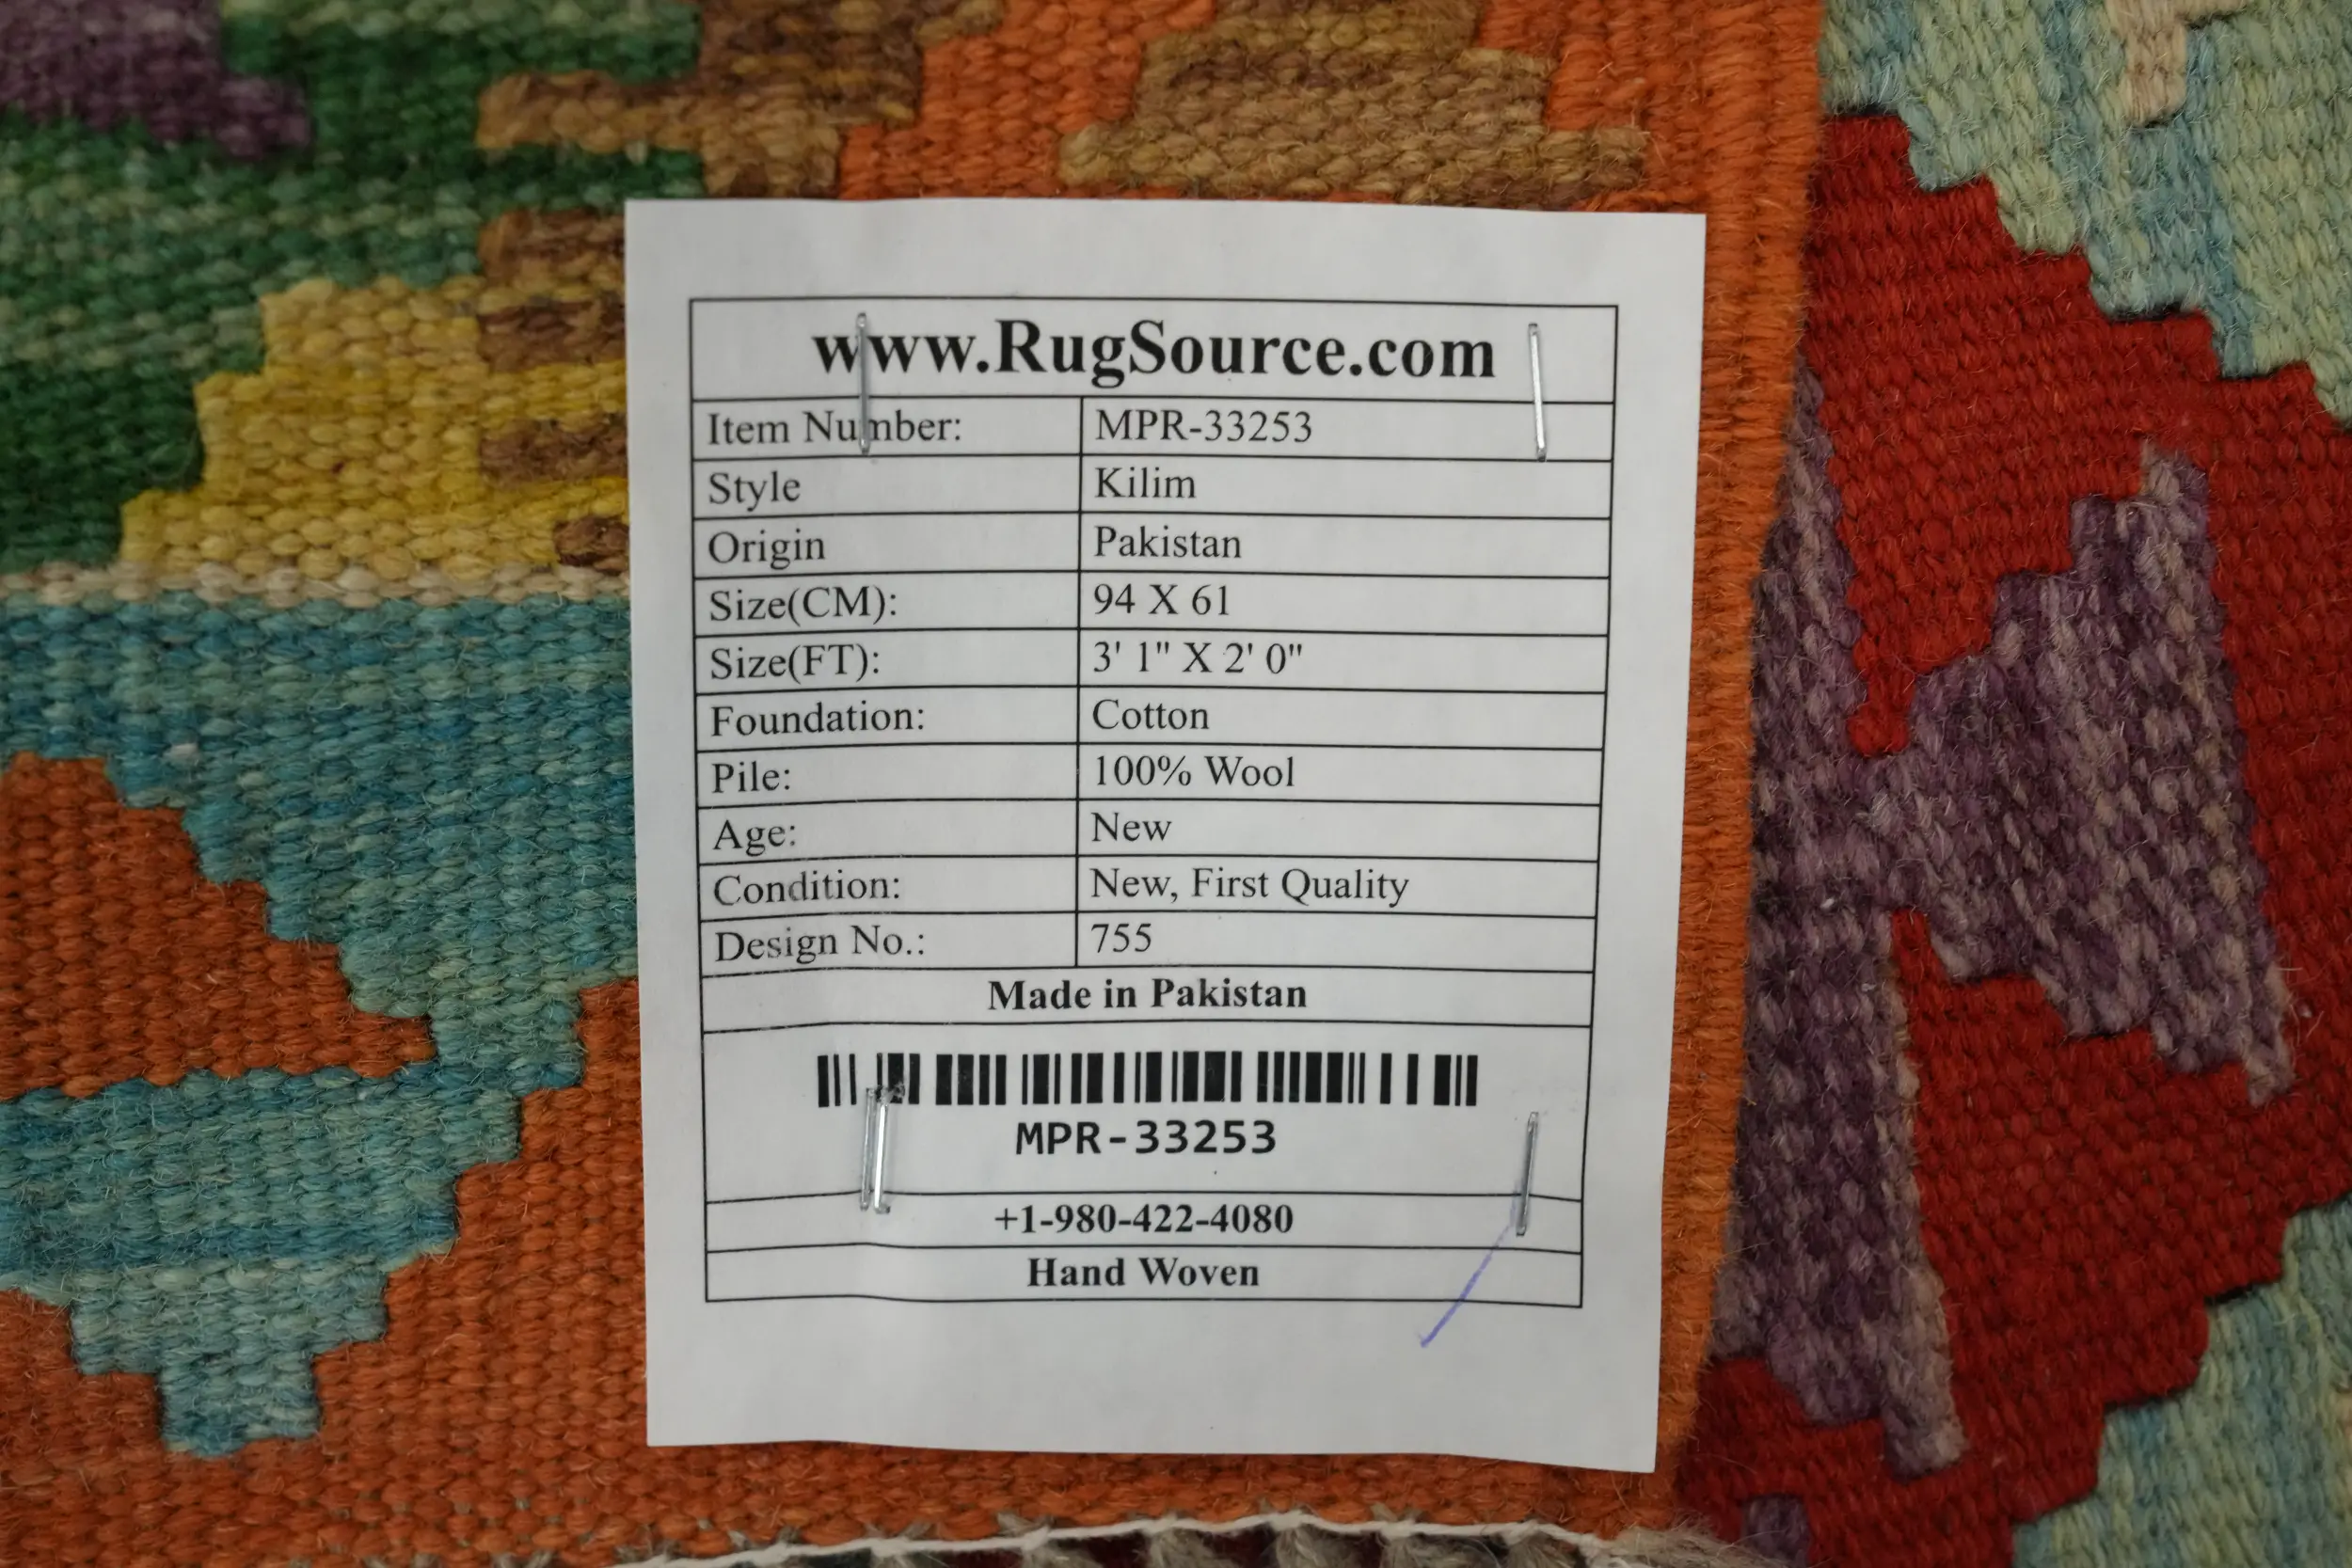 www.RugSource.com
Item Number: MPR-33253
Style Kilim
Origin Pakistan
Size(CM): 94 X 61
Size(FT): 3' 1" X 2' 0"
Foundation: Cotton
Pile: 100% Wool
Age: New
Condition: New, First Quality
Design No.: 755
Made in Pakistan
MPR-33253
+1-980-422-4080
Hand Woven